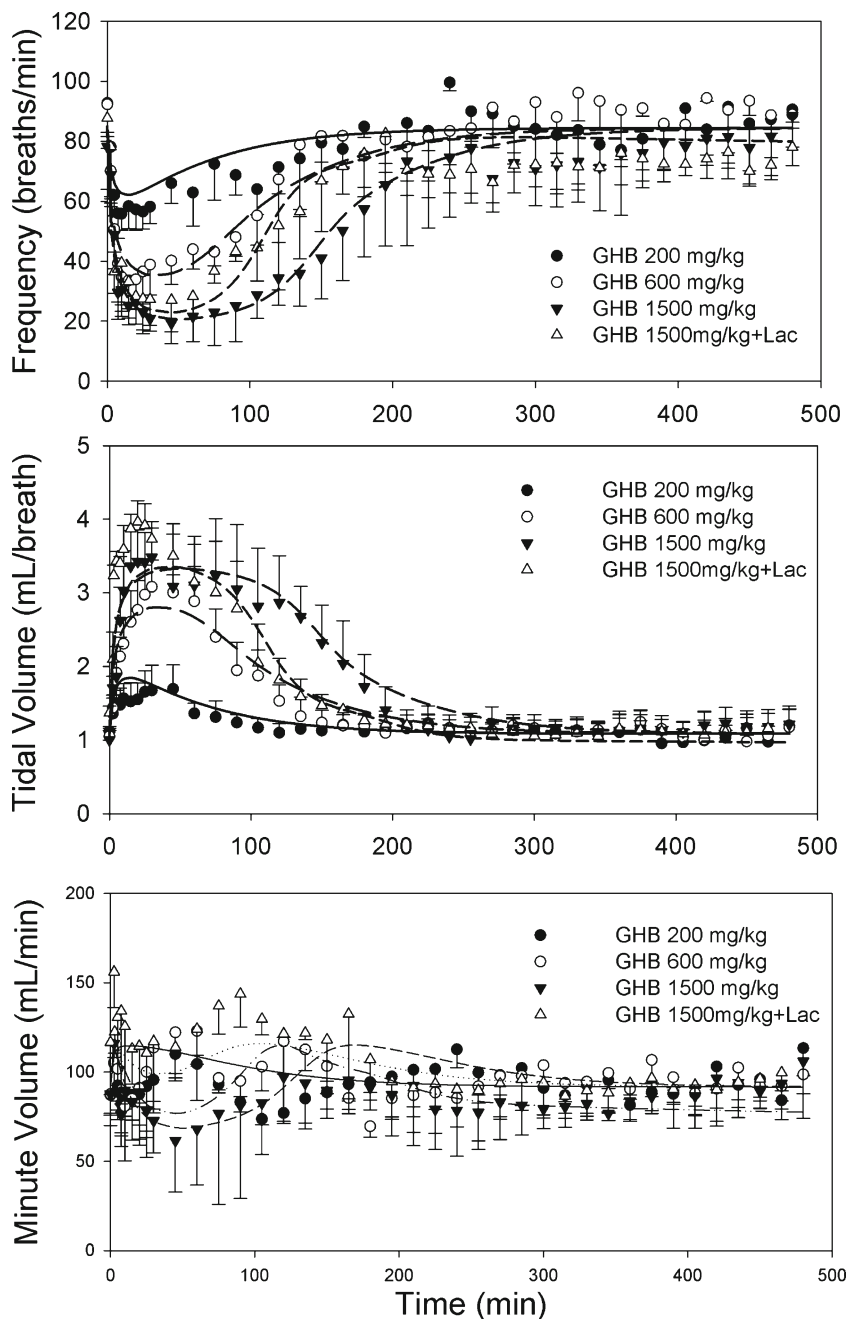 Frequency (breaths/min)
120
100
80
60
40
20
0
GHB 200 mg/kg
GHB 600 mg/kg
GHB 1500 mg/kg
GHB 1500mg/kg+Lac
0 100 200 300 400 500
Tidal Volume (mL/breath)
5
4
3
2
1
0
GHB 200 mg/kg
GHB 600 mg/kg
GHB 1500 mg/kg
GHB 1500mg/kg+Lac
0 100 200 300 400 500
Minute Volume (mL/min)
200
150
100
50
0
GHB 200 mg/kg
GHB 600 mg/kg
GHB 1500 mg/kg
GHB 1500mg/kg+Lac
0 100 200 300 400 500
Time (min)